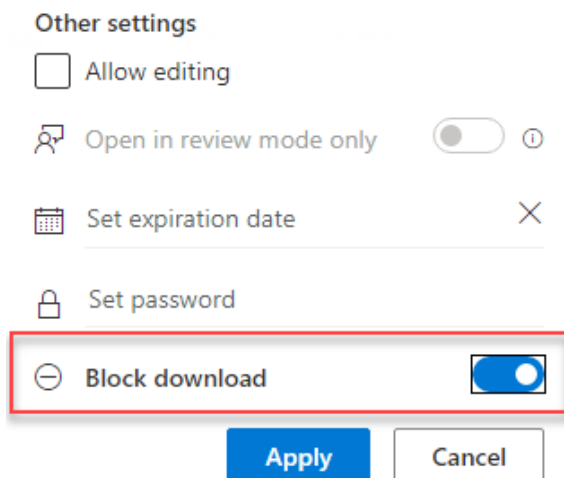 Other settings
Allow editing
Open in review mode only
Set expiration date
Set password
Block download
Apply Cancel